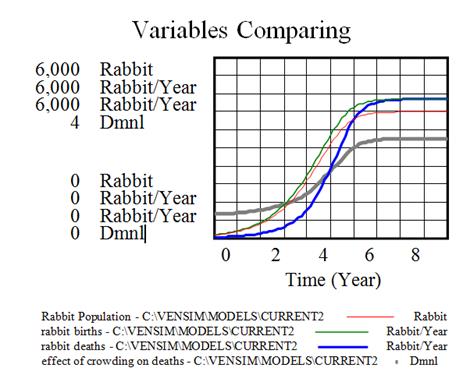 Variables Comparing
6,000 Rabbit
6,000 Rabbit/Year
6,000 Rabbit/Year
4 Dmnl
0 Rabbit
0 Rabbit/Year
0 Rabbit/Year
0 Dmnl
0 2 4 6 8
Time (Year)
Rabbit Population - C:\VENSIM\MODELS\CURRENT2 Rabbit
rabbit births - C:\VENSIM\MODELS\CURRENT2 Rabbit/Year
rabbit deaths - C:\VENSIM\MODELS\CURRENT2 Rabbit/Year
effect of crowding on deaths - C:\VENSIM\MODELS\CURRENT2 Dmnl